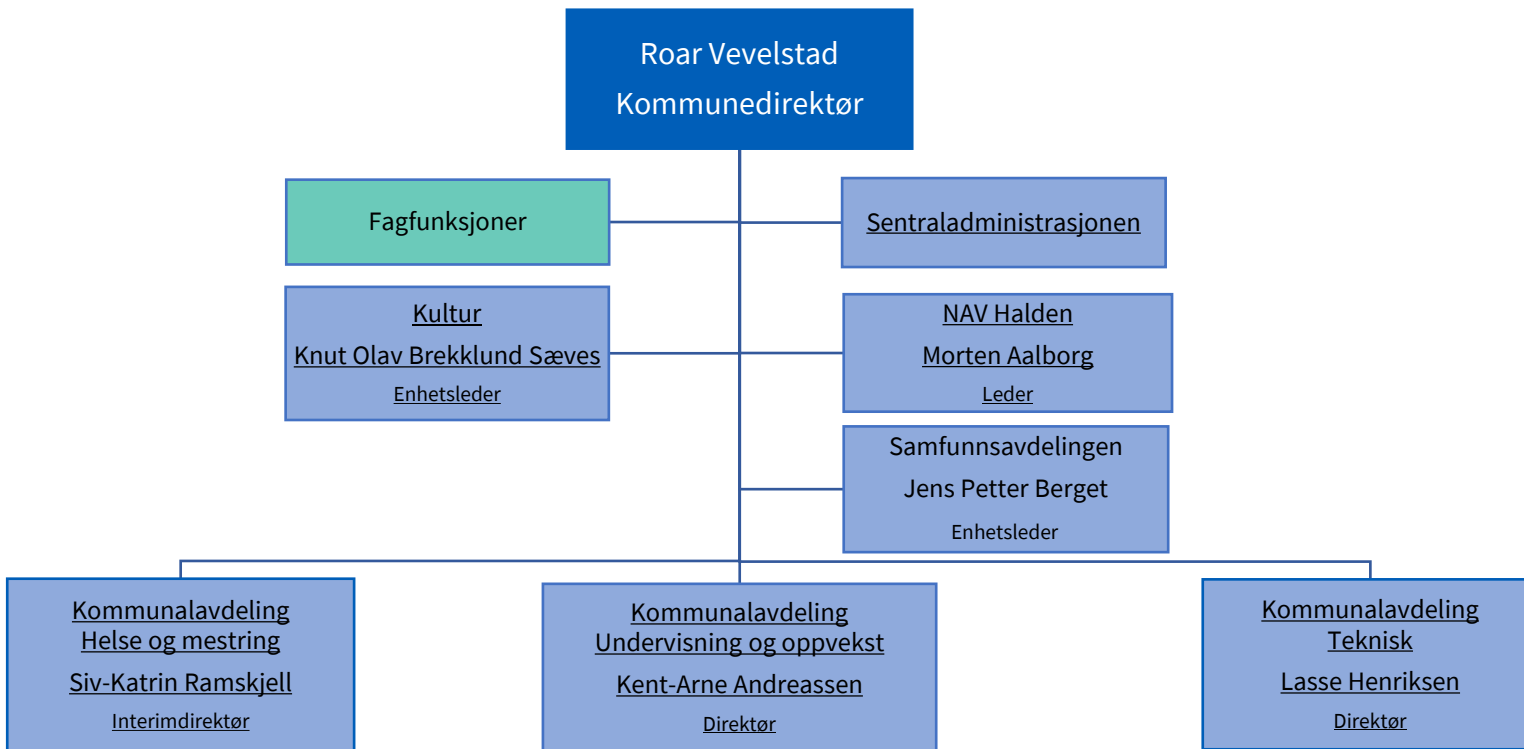 Roar Vevelstad
Kommunedirektør
Fagfunksjoner
Sentraladministrasjonen
Kultur
Knut Olav Brekklund Sæves
Enhetsleder
NAV Halden
Morten Aalborg
Leder
Samfunnsavdelingen
Jens Petter Berget
Enhetsleder
Kommunalavdeling
Helse og mestring
Siv-Katrin Ramskjell
Interimdirektør
Kommunalavdeling
Undervisning og oppvekst
Kent-Arne Andreassen
Direktør
Kommunalavdeling
Teknisk
Lasse Henriksen
Direktør